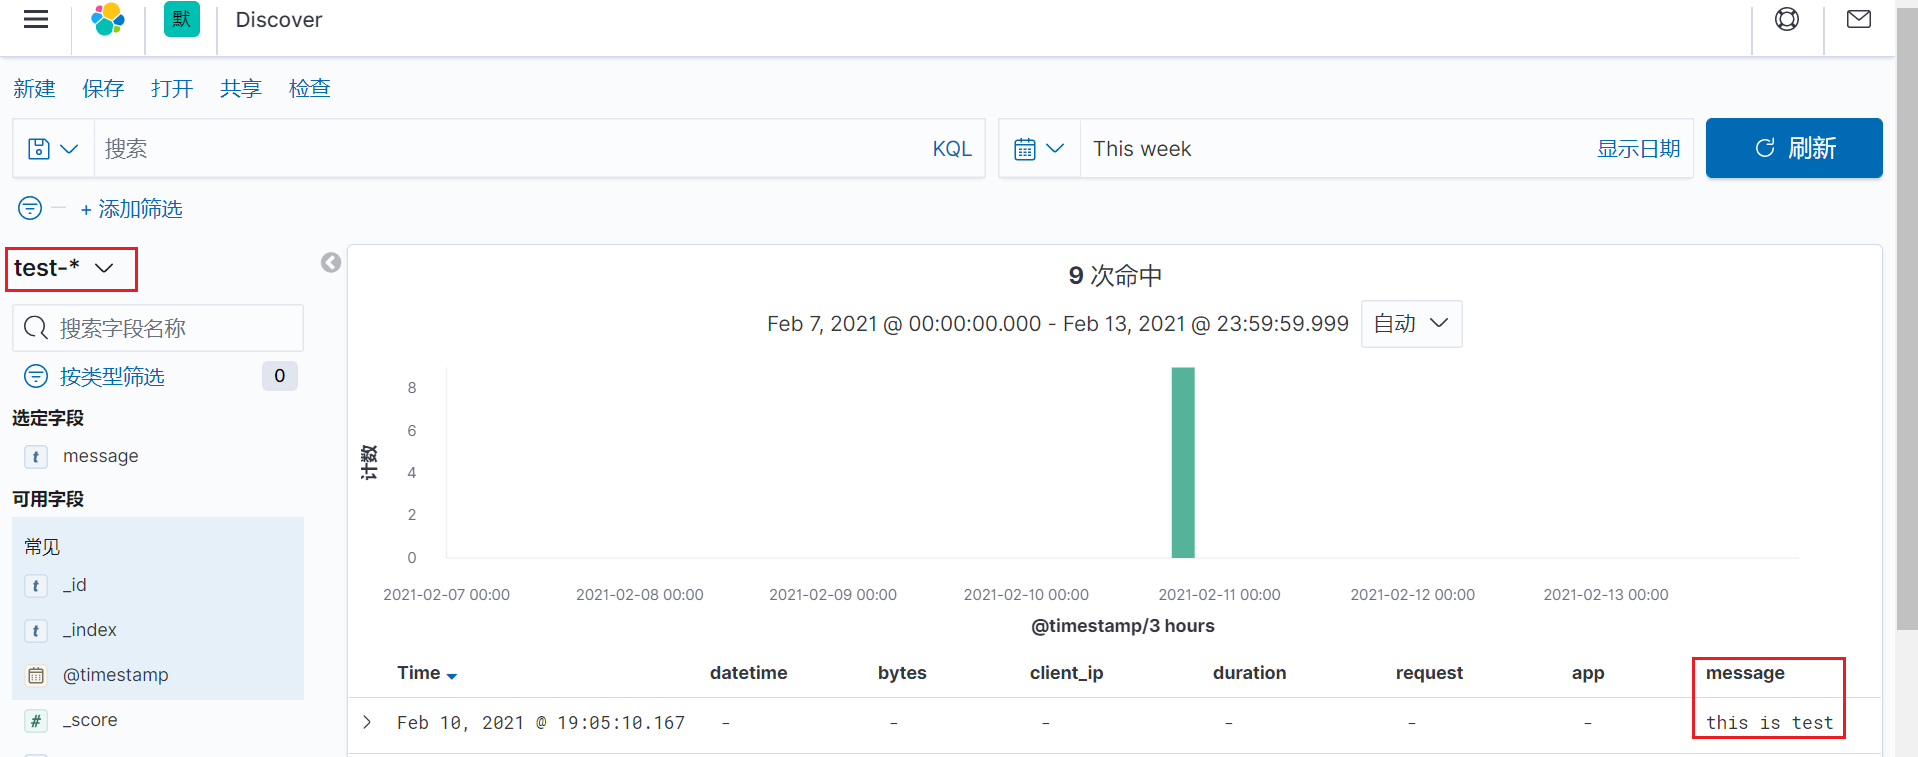 默 Discover
新建 保存 打开 共享 检查
搜索 KQL This week 显示日期 刷新
+ 添加筛选
test-*
9 次命中
搜索字段名称
Feb 7, 2021 @ 00:00:00.000 - Feb 13, 2021 @ 23:59:59.999 自动
按类型筛选 0
选定字段
message
可用字段
常见
_id
_index
@timestamp
_score
计数
8
6
4
2
0
2021-02-07 00:00 2021-02-08 00:00 2021-02-09 00:00 2021-02-10 00:00 2021-02-11 00:00 2021-02-12 00:00 2021-02-13 00:00
@timestamp/3 hours
Time datetime bytes client_ip duration request app message
Feb 10, 2021 @ 19:05:10.167 - - - - - - this is test